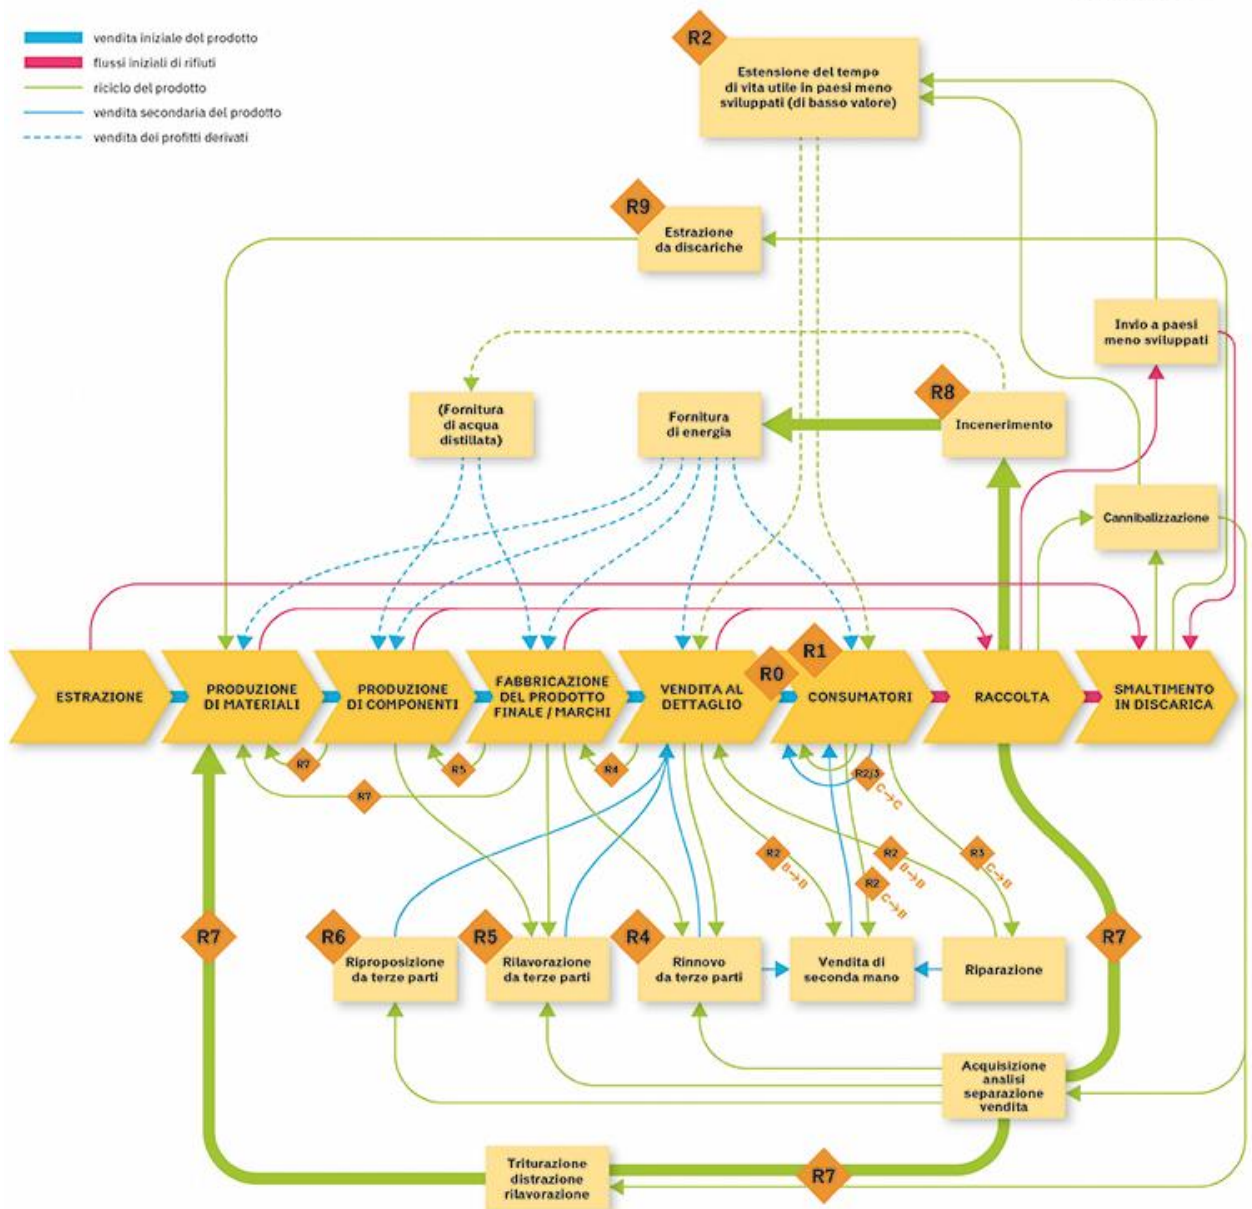 vendita iniziale del prodotto
flussi iniziali di rifiuti
riciclo del prodotto
vendita secondaria del prodotto
vendita dei profitti derivati
R2
Estensione del tempo
di vita utile in paesi meno
sviluppati (di basso valore)
R9
Estrazione
da discariche
Invio a paesi
meno sviluppati
(Fornitura
di acqua
distillata)
Fornitura
di energia
R8
Incenerimento
Cannibalizzazione
ESTRAZIONE
PRODUZIONE
DI MATERIALI
PRODUZIONE
DI COMPONENTI
FABBRICAZIONE
DEL PRODOTTO
FINALE / MARCHI
VENDITA AL
DETTAGLIO
R0
R1
CONSUMATORI
RACCOLTA
SMALTIMENTO
IN DISCARICA
R7
R5
R4
R7
R2/3
C→C
R2
B→B
R2
C→B
R2
B→B
R3
C→B
R7
R6
Riproposizione
da terze parti
R5
Rilavorazione
da terze parti
R4
Rinnovo
da terze parti
Vendita di
seconda mano
Riparazione
R7
Acquisizione
analisi
separazione
vendita
Triturazione
distrazione
rilavorazione
R7